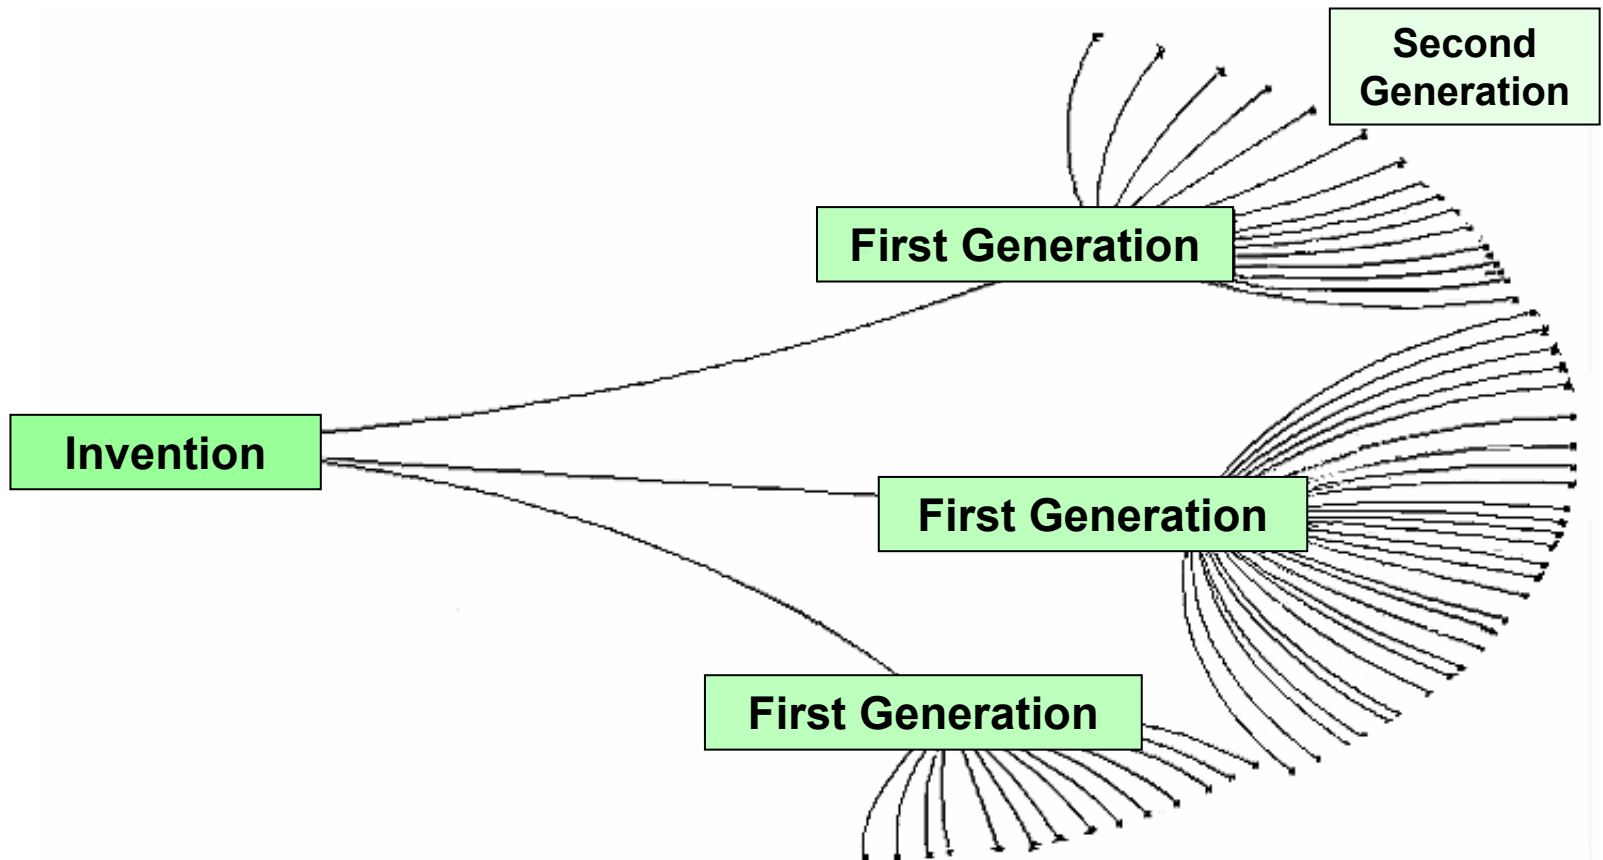 Second
Generation
First Generation
Invention
First Generation
First Generation